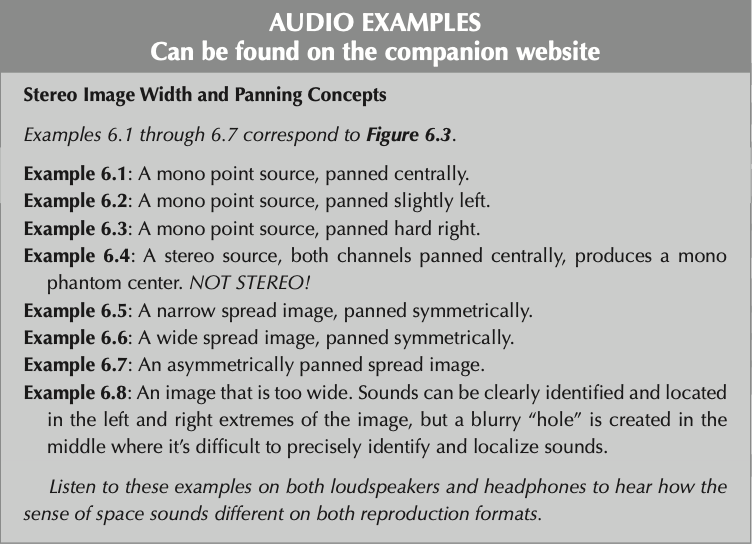 AUDIO EXAMPLES
Can be found on the companion website
Stereo Image Width and Panning Concepts
Examples 6.1 through 6.7 correspond to Figure 6.3.
Example 6.1: A mono point source, panned centrally.
Example 6.2: A mono point source, panned slightly left.
Example 6.3: A mono point source, panned hard right.
Example 6.4: A stereo source, both channels panned centrally, produces a mono
phantom center. NOT STEREO!
Example 6.5: A narrow spread image, panned symmetrically.
Example 6.6: A wide spread image, panned symmetrically.
Example 6.7: An asymmetrically panned spread image.
Example 6.8: An image that is too wide. Sounds can be clearly identified and located
in the left and right extremes of the image, but a blurry “hole” is created in the
middle where it’s difficult to precisely identify and localize sounds.
Listen to these examples on both loudspeakers and headphones to hear how the
sense of space sounds different on both reproduction formats.